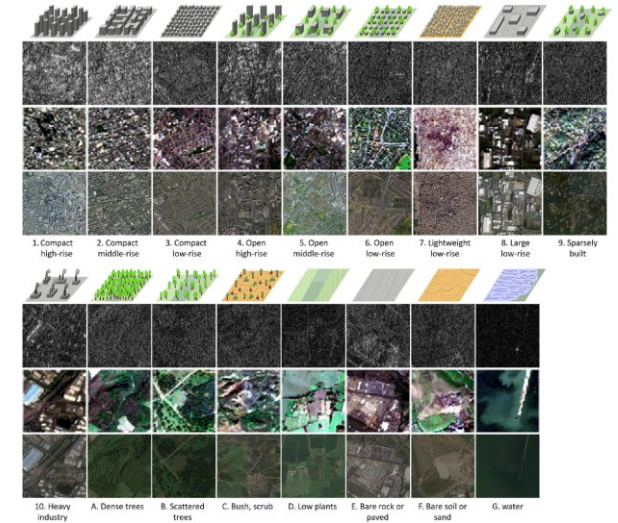 1. Compact high-rise
2. Compact middle-rise
3. Compact low-rise
4. Open high-rise
5. Open middle-rise
6. Open low-rise
7. Lightweight low-rise
8. Large low-rise
9. Sparsely built
10. Heavy industry
A. Dense trees
B. Scattered trees
C. Bush, scrub
D. Low plants
E. Bare rock or paved
F. Bare soil or sand
G. water